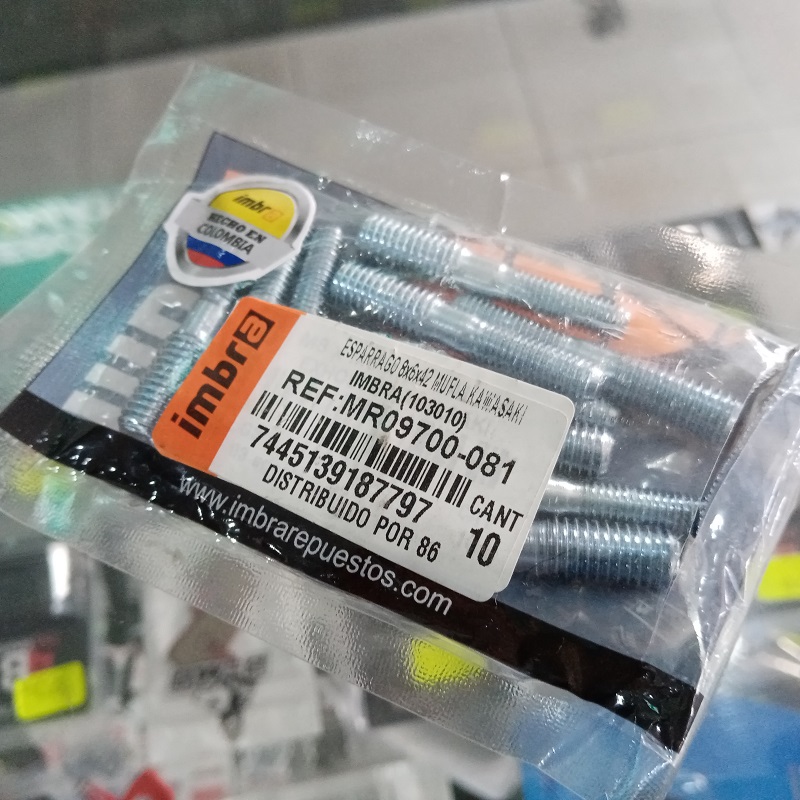 imbra
HECHO EN
COLOMBIA
imbra
ESPARRAGO 8x6x42 MUFLA.KAWASAKI
IMBRA(103010)
REF:MR09700-081
7445139187797
CANT
DISTRIBUIDO POR 86
10
www.imbrarepuestos.com